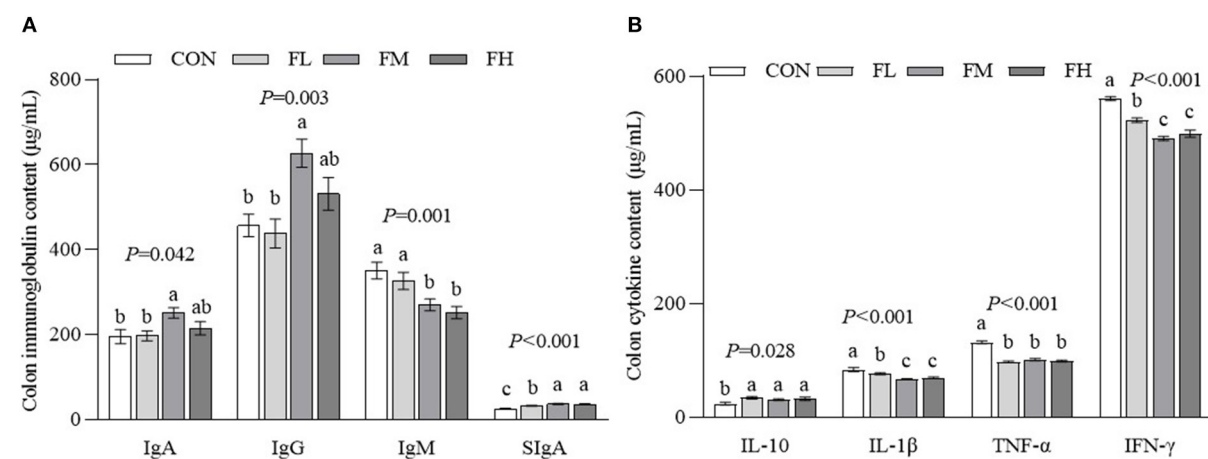 A
CON FL FM FH
Colon immunoglobulin content (μg/mL)
800
600
400
200
0
P=0.042
b b a ab
P=0.003
b b a ab
P=0.001
a a b b
P<0.001
c b a a
IgA IgG IgM SIgA
B
CON FL FM FH
Colon cytokine content (μg/mL)
600
400
200
0
P=0.028
b a a a
P<0.001
a b c c
P<0.001
a b b b
P<0.001
a b c c
IL-10 IL-1β TNF-α IFN-γ